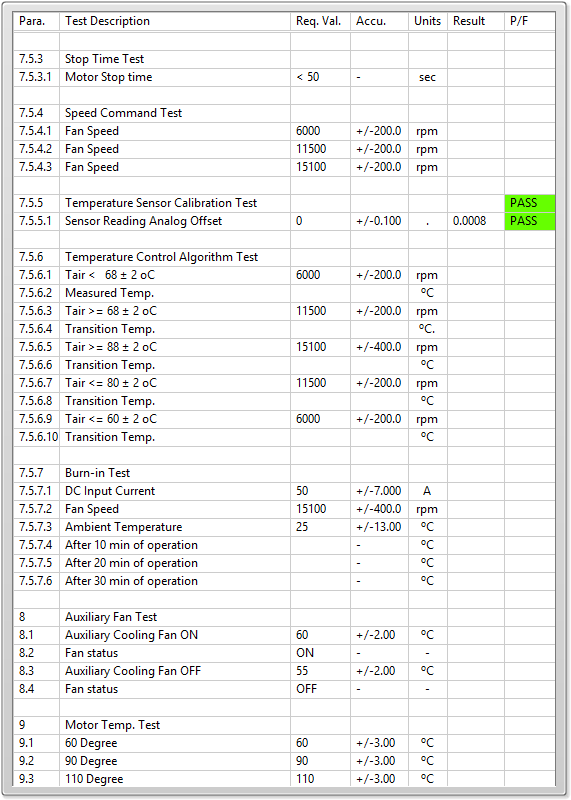 Para. Test Description Req. Val. Accu. Units Result P/F
7.5.3 Stop Time Test
7.5.3.1 Motor Stop time < 50 - sec
7.5.4 Speed Command Test
7.5.4.1 Fan Speed 6000 +/-200.0 rpm
7.5.4.2 Fan Speed 11500 +/-200.0 rpm
7.5.4.3 Fan Speed 15100 +/-200.0 rpm
7.5.5 Temperature Sensor Calibration Test PASS
7.5.5.1 Sensor Reading Analog Offset 0 +/-0.100 . 0.0008 PASS
7.5.6 Temperature Control Algorithm Test
7.5.6.1 Tair < 68 ± 2 oC 6000 +/-200.0 rpm
7.5.6.2 Measured Temp. ºC
7.5.6.3 Tair >= 68 ± 2 oC 11500 +/-200.0 rpm
7.5.6.4 Transition Temp. ºC.
7.5.6.5 Tair >= 88 ± 2 oC 15100 +/-400.0 rpm
7.5.6.6 Transition Temp. ºC
7.5.6.7 Tair <= 80 ± 2 oC 11500 +/-200.0 rpm
7.5.6.8 Transition Temp. ºC
7.5.6.9 Tair <= 60 ± 2 oC 6000 +/-200.0 rpm
7.5.6.10 Transition Temp. ºC
7.5.7 Burn-in Test
7.5.7.1 DC Input Current 50 +/-7.000 A
7.5.7.2 Fan Speed 15100 +/-400.0 rpm
7.5.7.3 Ambient Temperature 25 +/-13.00 ºC
7.5.7.4 After 10 min of operation - ºC
7.5.7.5 After 20 min of operation - ºC
7.5.7.6 After 30 min of operation - ºC
8 Auxiliary Fan Test
8.1 Auxiliary Cooling Fan ON 60 +/-2.00 ºC
8.2 Fan status ON - -
8.3 Auxiliary Cooling Fan OFF 55 +/-2.00 ºC
8.4 Fan status OFF - -
9 Motor Temp. Test
9.1 60 Degree 60 +/-3.00 ºC
9.2 90 Degree 90 +/-3.00 ºC
9.3 110 Degree 110 +/-3.00 ºC